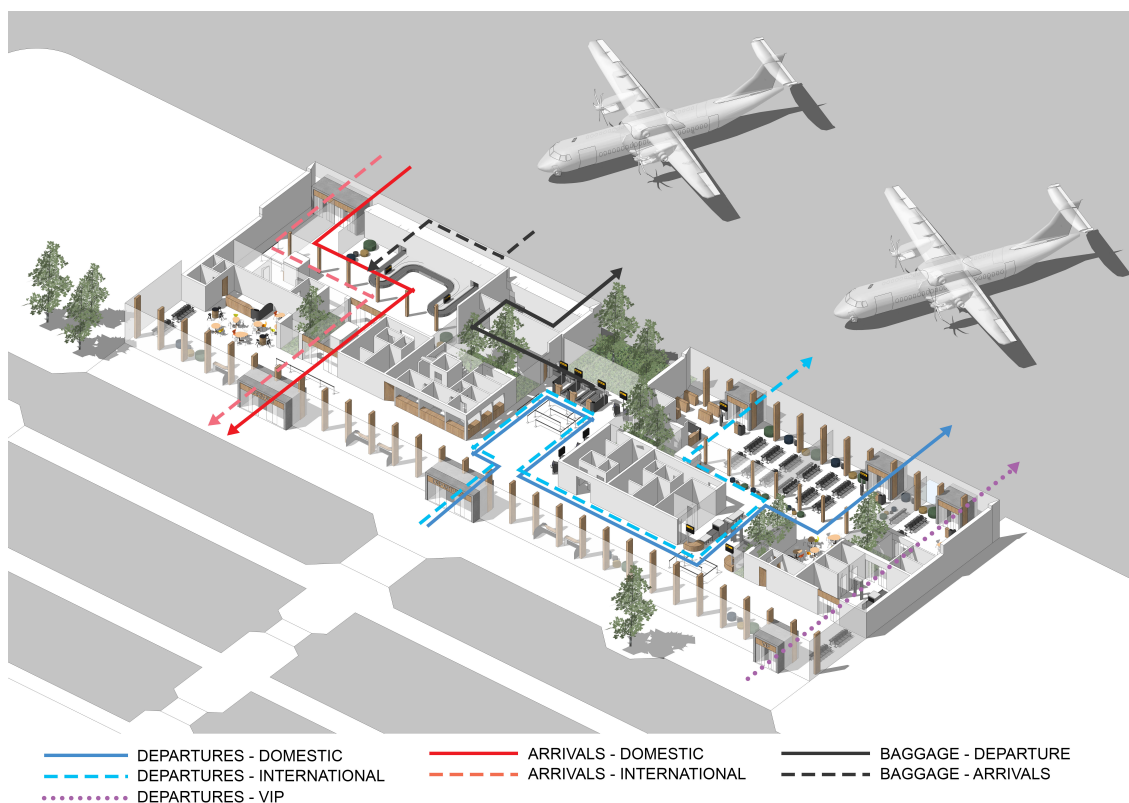 DEPARTURES - DOMESTIC
DEPARTURES - INTERNATIONAL
DEPARTURES - VIP
ARRIVALS - DOMESTIC
ARRIVALS - INTERNATIONAL
BAGGAGE - DEPARTURE
BAGGAGE - ARRIVALS